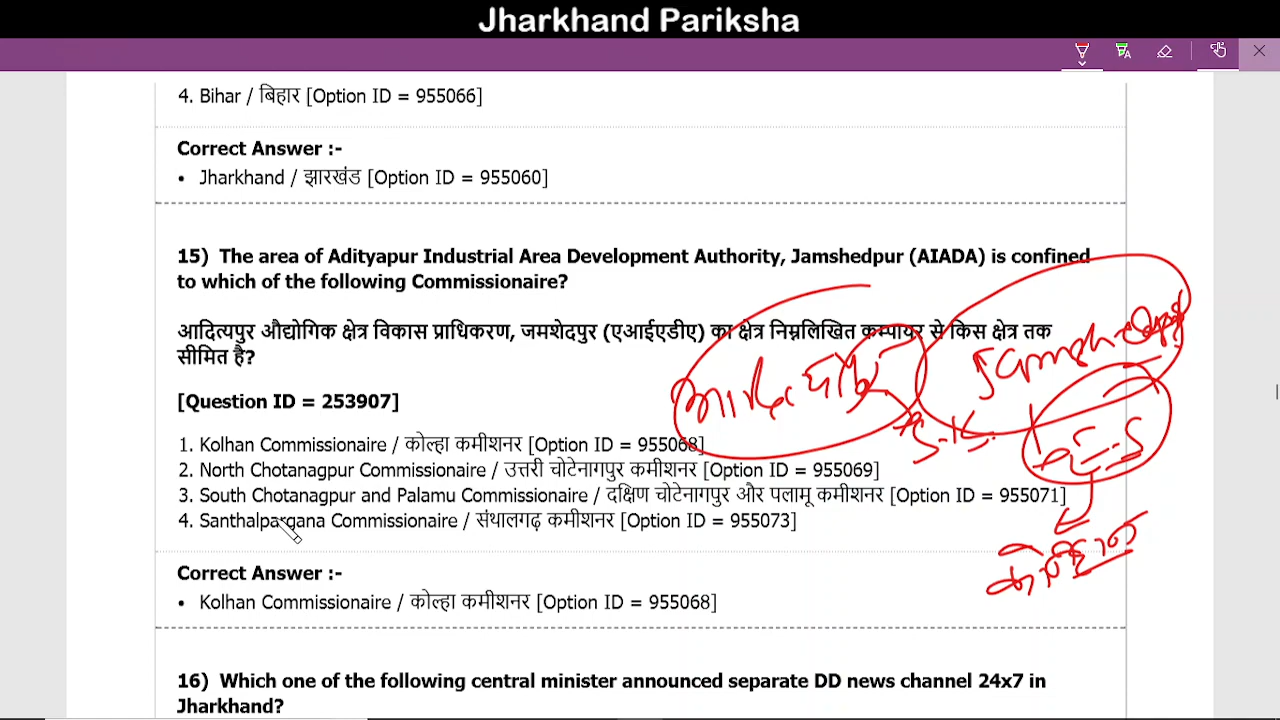 Jharkhand Pariksha
4. Bihar / बिहार [Option ID = 955066]
Correct Answer :-
• Jharkhand / झारखंड [Option ID = 955060]
15) The area of Adityapur Industrial Area Development Authority, Jamshedpur (AIADA) is confined
to which of the following Commissionaire?
आदित्यपुर औद्योगिक क्षेत्र विकास प्राधिकरण, जमशेदपुर (एआईएडीए) का क्षेत्र निम्नलिखित कम्पायर से किस क्षेत्र तक
सीमित है?
[Question ID = 253907]
1. Kolhan Commissionaire / कोल्हा कमीशनर [Option ID = 955068]
2. North Chotanagpur Commissionaire / उत्तरी चोटेनागपुर कमीशनर [Option ID = 955069]
3. South Chotanagpur and Palamu Commissionaire / दक्षिण चोटेनागपुर और पलामू कमीशनर [Option ID = 955071]
4. Santhalpargana Commissionaire / संथालगढ़ कमीशनर [Option ID = 955073]
Correct Answer :-
• Kolhan Commissionaire / कोल्हा कमीशनर [Option ID = 955068]
16) Which one of the following central minister announced separate DD news channel 24x7 in
Jharkhand?